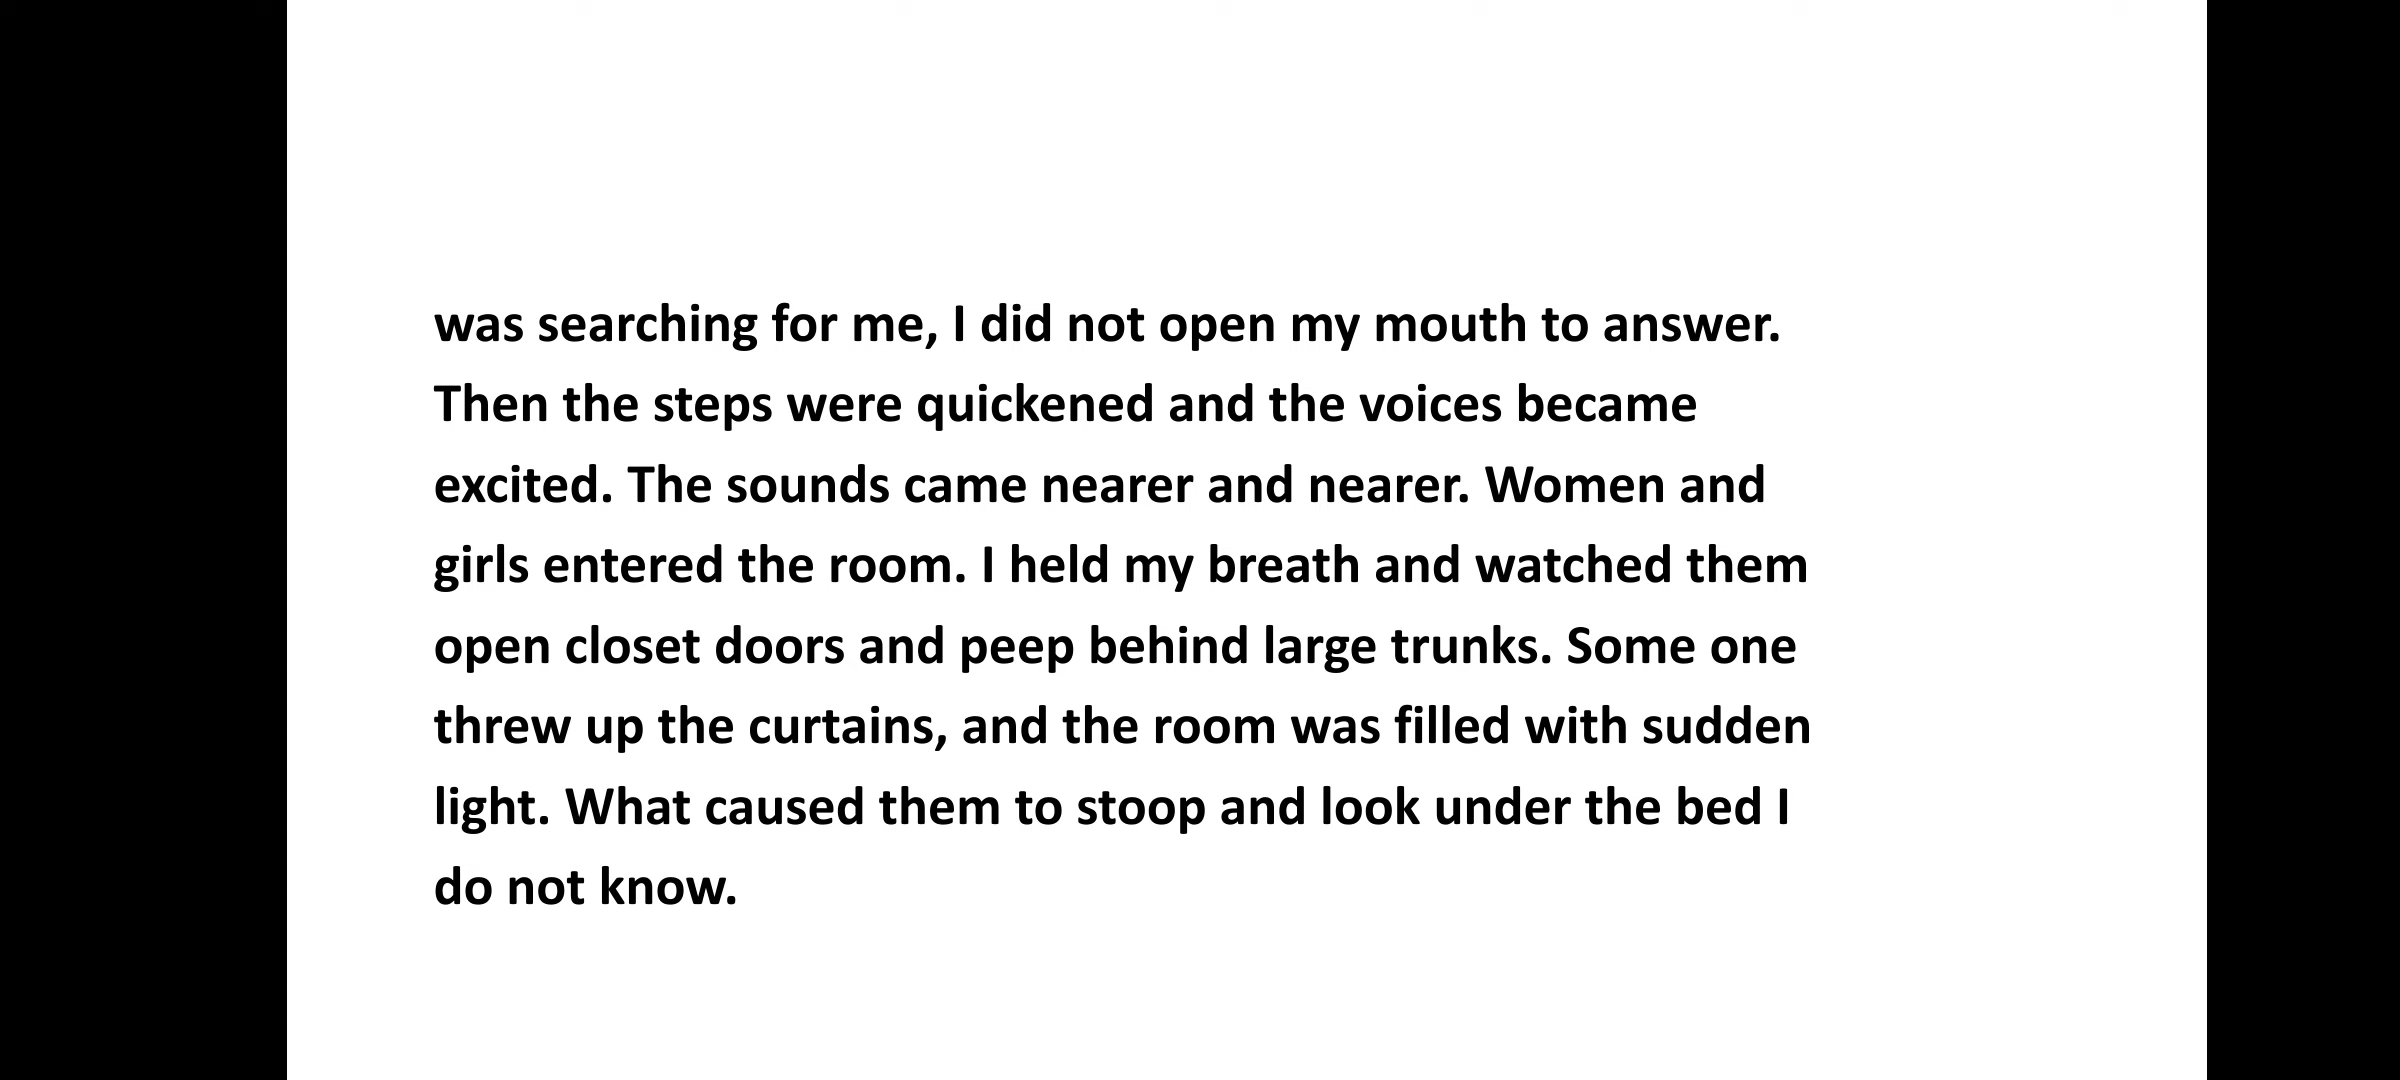 was searching for me, I did not open my mouth to answer.
Then the steps were quickened and the voices became
excited. The sounds came nearer and nearer. Women and
girls entered the room. I held my breath and watched them
open closet doors and peep behind large trunks. Some one
threw up the curtains, and the room was filled with sudden
light. What caused them to stoop and look under the bed I
do not know.